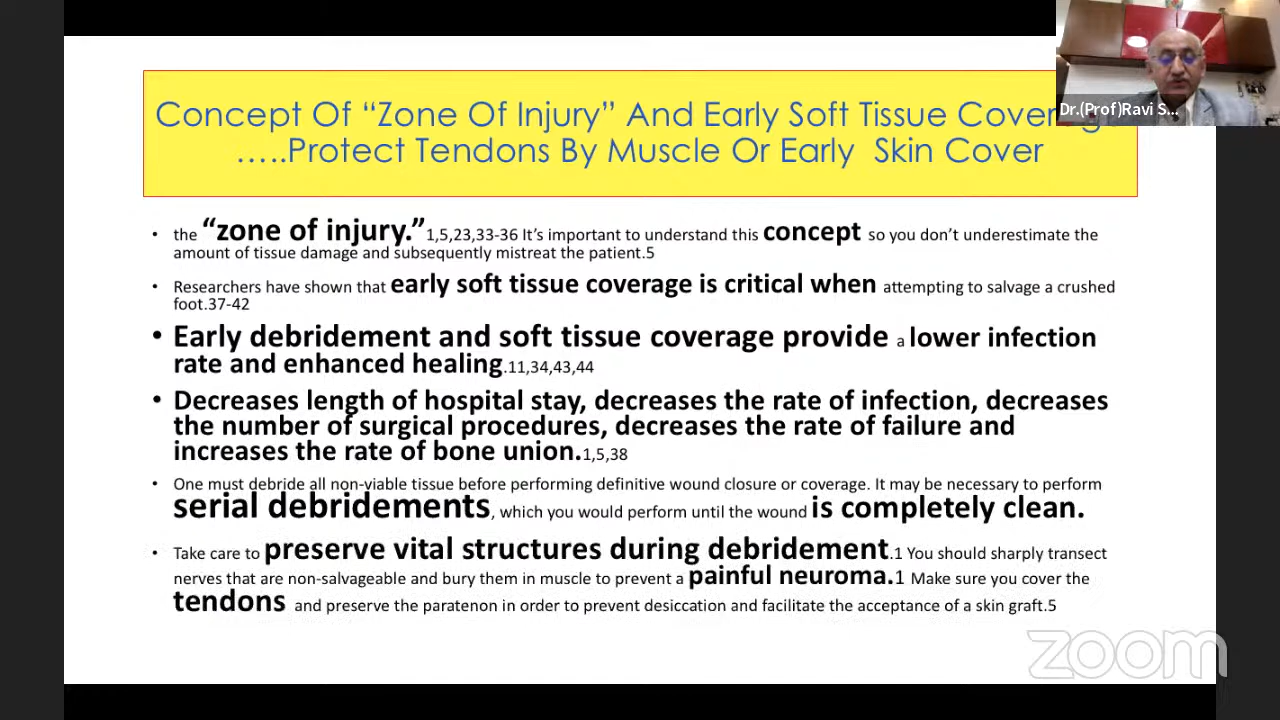 Concept Of “Zone Of Injury” And Early Soft Tissue
…..Protect Tendons By Muscle Or Early Skin Cover
Dr.(Prof)Ravi S...
• the “zone of injury.”1,5,23,33-36 It’s important to understand this concept so you don’t underestimate the
amount of tissue damage and subsequently mistreat the patient.5
• Researchers have shown that early soft tissue coverage is critical when attempting to salvage a crushed
foot.37-42
• Early debridement and soft tissue coverage provide a lower infection
rate and enhanced healing.11,34,43,44
• Decreases length of hospital stay, decreases the rate of infection, decreases
the number of surgical procedures, decreases the rate of failure and
increases the rate of bone union.1,5,38
• One must debride all non-viable tissue before performing definitive wound closure or coverage. It may be necessary to perform
serial debridements, which you would perform until the wound is completely clean.
• Take care to preserve vital structures during debridement.1 You should sharply transect
nerves that are non-salvageable and bury them in muscle to prevent a painful neuroma.1 Make sure you cover the
tendons and preserve the paratenon in order to prevent desiccation and facilitate the acceptance of a skin graft.5
zoom